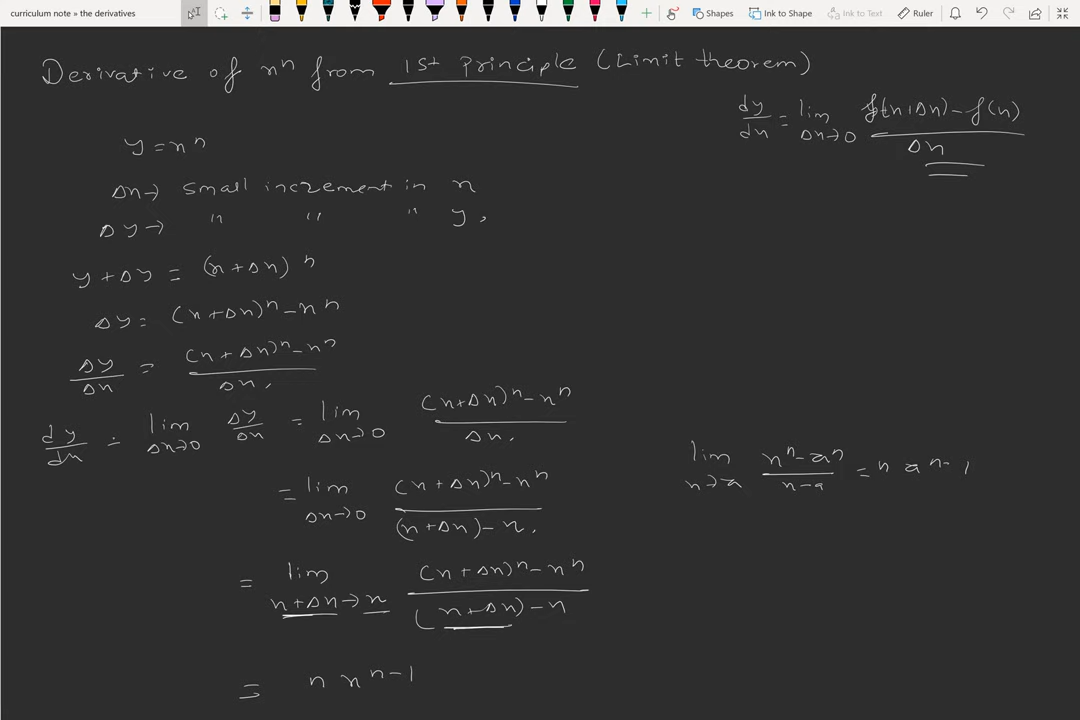 curriculum note » the derivatives
Shapes Ink to Shape Ink to Text Ruler
Derivative of xⁿ from 1st principle (Limit theorem)
dy/dx = lim Δx→0 f(x+Δx) - f(x) / Δx
y = xⁿ
Δx → small increment in x
Δy → " " " y,
y + Δy = (x + Δx)ⁿ
Δy = (x + Δx)ⁿ - xⁿ
Δy/Δx = (x + Δx)ⁿ - xⁿ / Δx.
dy/dx = lim Δx→0 Δy/Δx = lim Δx→0 (x+Δx)ⁿ - xⁿ / Δx.
lim x→a xⁿ - aⁿ / x-a = n aⁿ⁻¹
= lim Δx→0 (x + Δx)ⁿ - xⁿ / (x + Δx) - x.
= lim x+Δx → x (x + Δx)ⁿ - xⁿ / (x+Δx) - x
= n xⁿ⁻¹